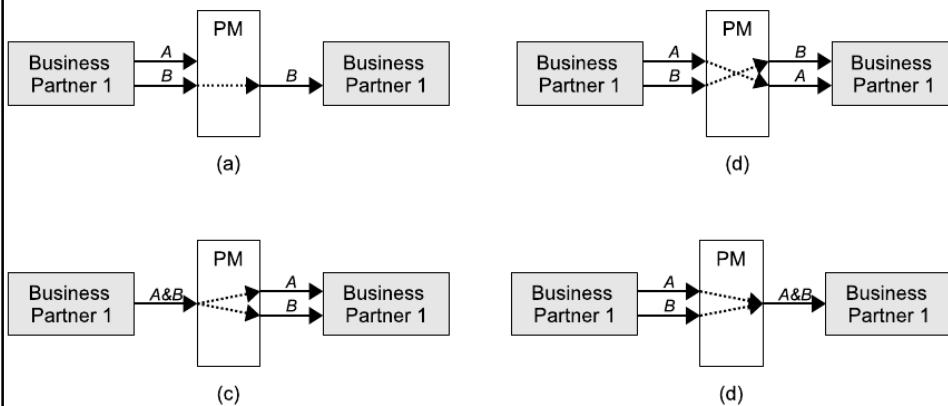 PM
Business
Partner 1
A
B
B
Business
Partner 1
(a)
PM
Business
Partner 1
A
B
B
A
Business
Partner 1
(d)
PM
Business
Partner 1
A&B
A
B
Business
Partner 1
(c)
PM
Business
Partner 1
A
B
A&B
Business
Partner 1
(d)